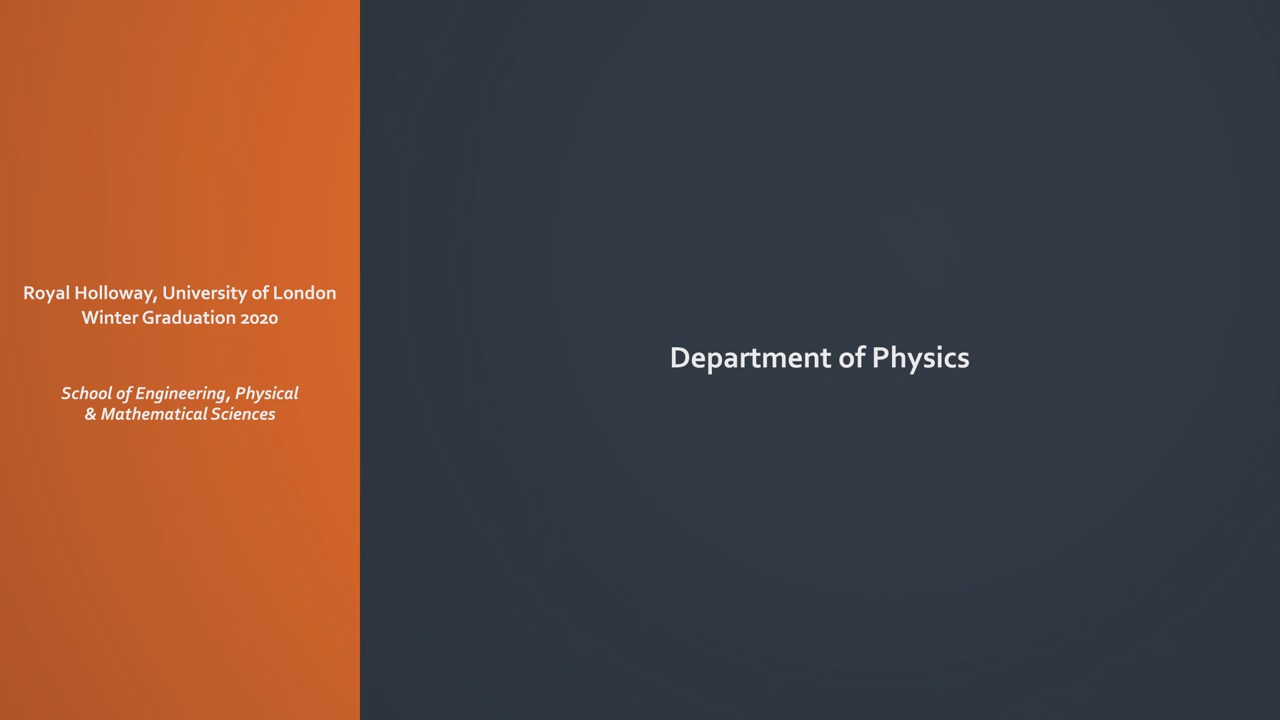 Royal Holloway, University of London
Winter Graduation 2020
School of Engineering, Physical
& Mathematical Sciences
Department of Physics